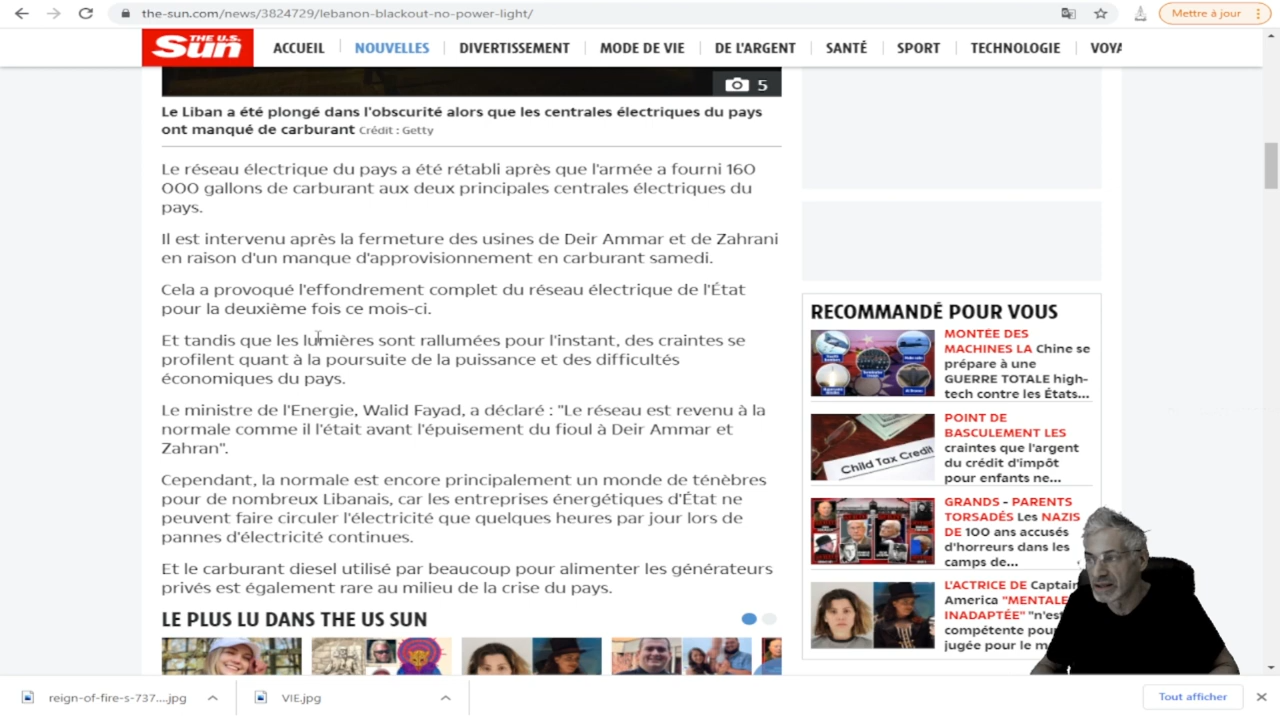 the-sun.com/news/3824729/lebanon-blackout-no-power-light/
Mettre à jour
THE U.S. Sun
ACCUEIL NOUVELLES DIVERTISSEMENT MODE DE VIE DE L'ARGENT SANTÉ SPORT TECHNOLOGIE VOYA
5
Le Liban a été plongé dans l'obscurité alors que les centrales électriques du pays
ont manqué de carburant Crédit : Getty
Le réseau électrique du pays a été rétabli après que l'armée a fourni 160
000 gallons de carburant aux deux principales centrales électriques du
pays.
Il est intervenu après la fermeture des usines de Deir Ammar et de Zahrani
en raison d'un manque d'approvisionnement en carburant samedi.
Cela a provoqué l'effondrement complet du réseau électrique de l'État
pour la deuxième fois ce mois-ci.
Et tandis que les lumières sont rallumées pour l'instant, des craintes se
profilent quant à la poursuite de la puissance et des difficultés
économiques du pays.
Le ministre de l'Energie, Walid Fayad, a déclaré : "Le réseau est revenu à la
normale comme il l'était avant l'épuisement du fioul à Deir Ammar et
Zahran".
Cependant, la normale est encore principalement un monde de ténèbres
pour de nombreux Libanais, car les entreprises énergétiques d'État ne
peuvent faire circuler l'électricité que quelques heures par jour lors de
pannes d'électricité continues.
Et le carburant diesel utilisé par beaucoup pour alimenter les générateurs
privés est également rare au milieu de la crise du pays.
LE PLUS LU DANS THE US SUN
RECOMMANDÉ POUR VOUS
MONTÉE DES
MACHINES LA Chine se
prépare à une
GUERRE TOTALE high-
tech contre les États...
Child Tax Credit
POINT DE
BASCULEMENT LES
craintes que l'argent
du crédit d'impôt
pour enfants ne...
GRANDS - PARENTS
TORSADÉS Les NAZIS
DE 100 ans accusés
d'horreurs dans les
camps de...
L'ACTRICE DE Captain
America "MENTALE
INADAPTÉE" "n'es
compétente pou
jugée pour le m
reign-of-fire-s-737....jpg
VIE.jpg
Tout afficher